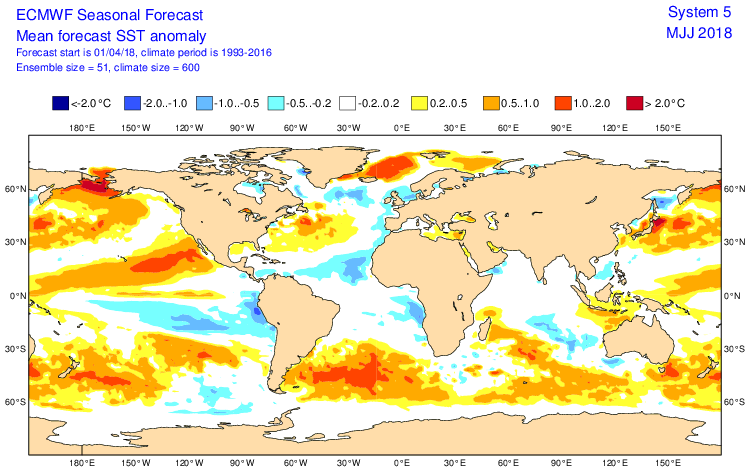 ECMWF Seasonal Forecast
System 5
Mean forecast SST anomaly
MJJ 2018
Forecast start is 01/04/18, climate period is 1993-2016
Ensemble size = 51, climate size = 600
<-2.0°C -2.0..-1.0 -1.0..-0.5 -0.5..-0.2 -0.2..0.2 0.2..0.5 0.5..1.0 1.0..2.0 > 2.0°C
180°E 150°W 120°W 90°W 60°W 30°W 0°E 30°E 60°E 90°E 120°E 150°E
60°N 60°N
30°N 30°N
0°N 0°N
30°S 30°S
60°S 60°S
180°E 150°W 120°W 90°W 60°W 30°W 0°E 30°E 60°E 90°E 120°E 150°E